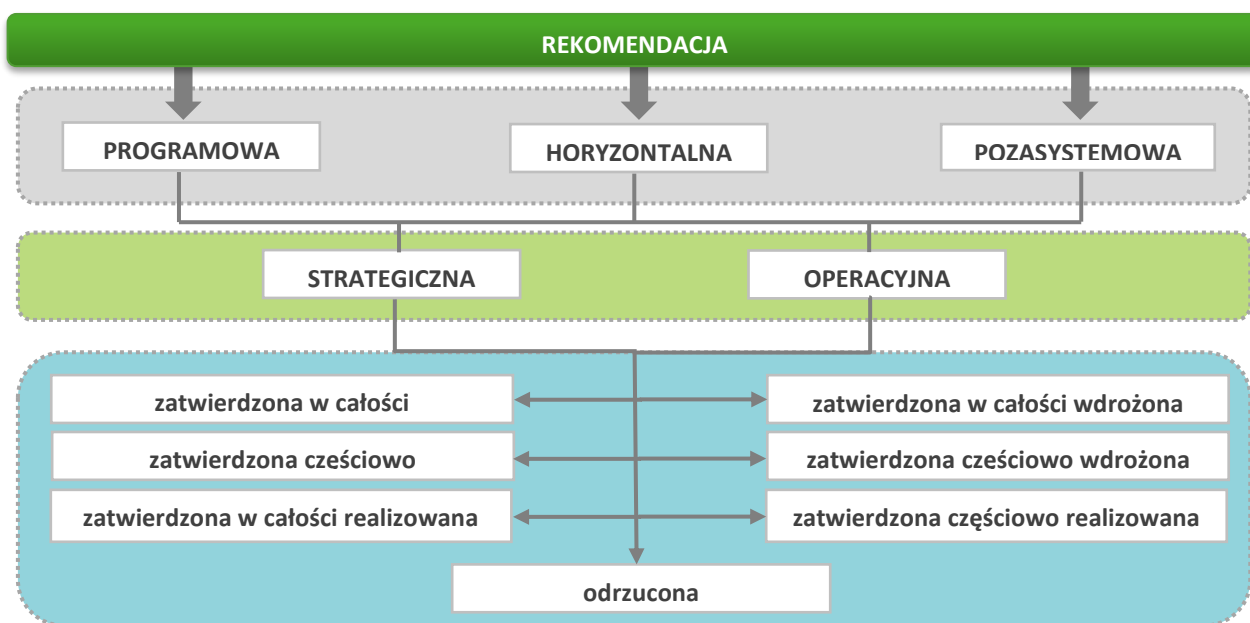 REKOMENDACJA
PROGRAMOWA
HORYZONTALNA
POZASYSTEMOWA
STRATEGICZNA
OPERACYJNA
zatwierdzona w całości
zatwierdzona w całości wdrożona
zatwierdzona cześciowo
zatwierdzona cześciowo wdrożona
zatwierdzona w całości realizowana
zatwierdzona częściowo realizowana
odrzucona